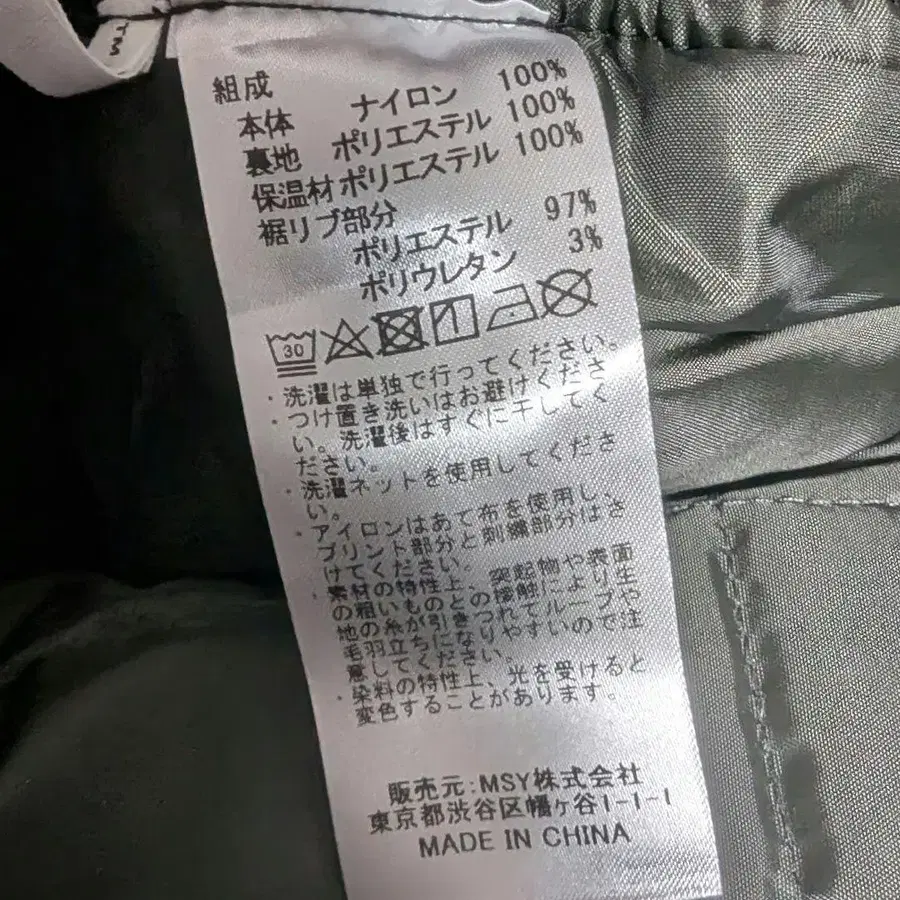 TM
組成
本体 ナイロン 100%
裏地 ポリエステル 100%
保温材 ポリエステル 100%
裾リブ部分
ポリエステル 97%
ポリウレタン 3%
30
・洗濯は単独で行ってください。
・つけ置き洗いはお避けくださ
い。洗濯後はすぐに干してく
ださい。
・洗濯ネットを使用してくださ
い。
・アイロンはあて布を使用し、
プリント部分と刺繍部分はさ
けてください。
・素材の特性上、突起物や表面
の粗いものとの接触により生
地の糸が引きつれてループや
毛羽立ちになりやすいので注
意してください。
・染料の特性上、光を受けると
変色することがあります。
販売元:MSY株式会社
東京都渋谷区幡ヶ谷1-1-1
MADE IN CHINA